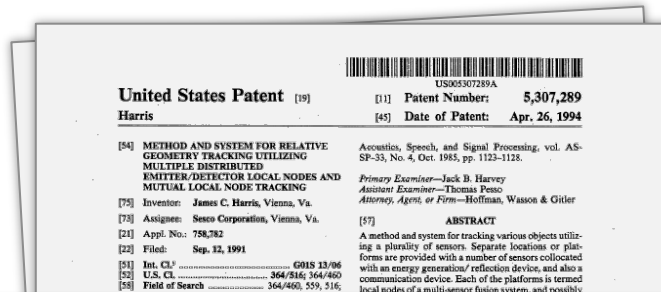 US005307289A
United States Patent [19]
[11] Patent Number: 5,307,289
Harris
[45] Date of Patent: Apr. 26, 1994
[54] METHOD AND SYSTEM FOR RELATIVE
GEOMETRY TRACKING UTILIZING
MULTIPLE DISTRIBUTED
EMITTER/DETECTOR LOCAL NODES AND
MUTUAL LOCAL NODE TRACKING
[75] Inventor: James C. Harris, Vienna, Va.
[73] Assignee: Sesco Corporation, Vienna, Va.
[21] Appl. No.: 758,782
[22] Filed: Sep. 12, 1991
[51] Int. Cl.⁵ ........................ G01S 13/06
[52] U.S. Cl. ........................ 364/516; 364/460
[58] Field of Search ................ 364/460, 559, 516;
Acoustics, Speech, and Signal Processing, vol. AS-
SP-33, No. 4, Oct. 1985, pp. 1123-1128.
Primary Examiner—Jack B. Harvey
Assistant Examiner—Thomas Pesso
Attorney, Agent, or Firm—Hoffman, Wasson & Gitler
[57] ABSTRACT
A method and system for tracking various objects utiliz-
ing a plurality of sensors. Separate locations or plat-
forms are provided with a number of sensors collocated
with an energy generation/ reflection device, and also a
communication device. Each of the platforms is termed
local nodes of a multi-sensor fusion system, and possibly